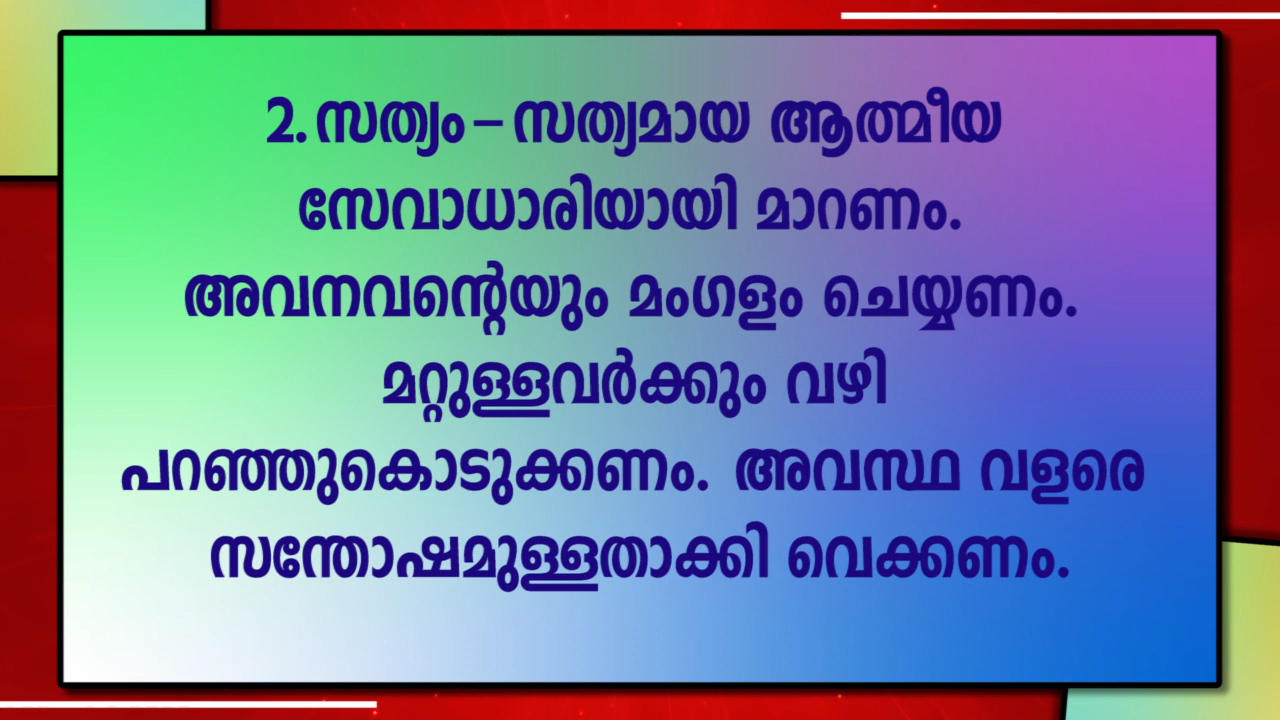 2. സത്യം - സത്യമായ ആത്മീയ
സേവാധാരിയായി മാറണം.
അവനവന്റെയും മംഗളം ചെയ്യണം.
മറ്റുള്ളവർക്കും വഴി
പറഞ്ഞുകൊടുക്കണം. അവസ്ഥ വളരെ
സന്തോഷമുള്ളതാക്കി വെക്കണം.